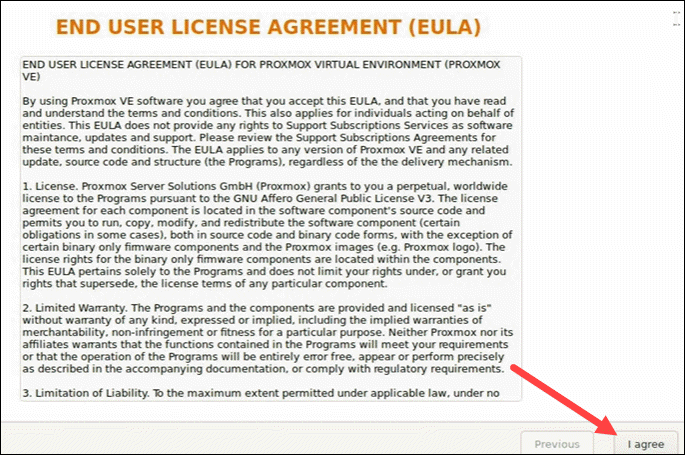 END USER LICENSE AGREEMENT (EULA)
END USER LICENSE AGREEMENT (EULA) FOR PROXMOX VIRTUAL ENVIRONMENT (PROXMOX
VE)
By using Proxmox VE software you agree that you accept this EULA, and that you have read
and understand the terms and conditions. This also applies for individuals acting on behalf of
entities. This EULA does not provide any rights to Support Subscriptions Services as software
maintance, updates and support. Please review the Support Subscriptions Agreements for
these terms and conditions. The EULA applies to any version of Proxmox VE and any related
update, source code and structure (the Programs), regardless of the the delivery mechanism.
1. License. Proxmox Server Solutions GmbH (Proxmox) grants to you a perpetual, worldwide
license to the Programs pursuant to the GNU Affero General Public License V3. The license
agreement for each component is located in the software component's source code and
permits you to run, copy, modify, and redistribute the software component (certain
obligations in some cases), both in source code and binary code forms, with the exception of
certain binary only firmware components and the Proxmox images (e.g. Proxmox logo). The
license rights for the binary only firmware components are located within the components.
This EULA pertains solely to the Programs and does not limit your rights under, or grant you
rights that supersede, the license terms of any particular component.
2. Limited Warranty. The Programs and the components are provided and licensed "as is"
without warranty of any kind, expressed or implied, including the implied warranties of
merchantability, non-infringement or fitness for a particular purpose. Neither Proxmox nor its
affiliates warrants that the functions contained in the Programs will meet your requirements
or that the operation of the Programs will be entirely error free, appear or perform precisely
as described in the accompanying documentation, or comply with regulatory requirements.
3. Limitation of Liability. To the maximum extent permitted under applicable law, under no
Previous
I agree